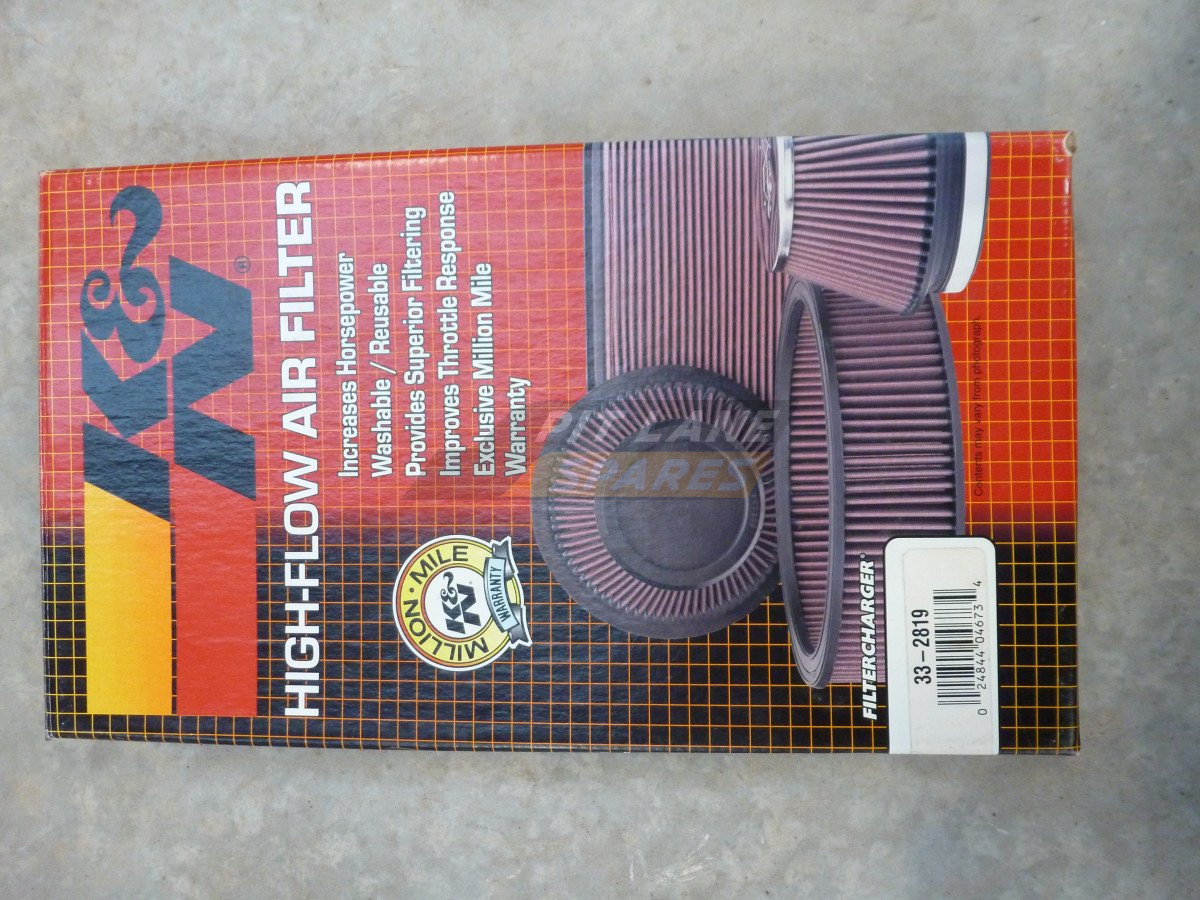 K&N®
HIGH-FLOW AIR FILTER
Increases Horsepower
Washable / Reusable
Provides Superior Filtering
Improves Throttle Response
Exclusive Million Mile
Warranty
MILLION · MILE
K&N
WARRANTY
PIT LANE
SPARES
Contents may vary from photograph.
FILTERCHARGER®
33-2819
0 24844 04673 4